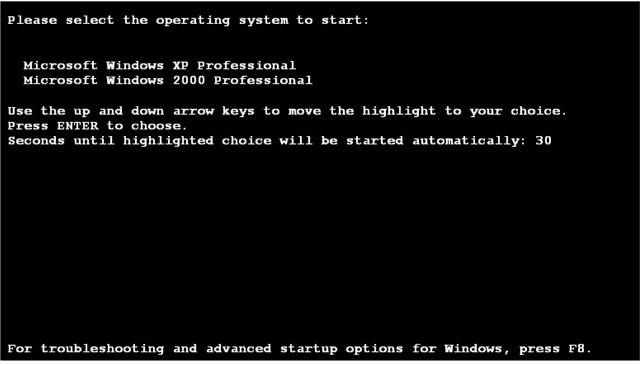 Please select the operating system to start:
Microsoft Windows XP Professional
Microsoft Windows 2000 Professional
Use the up and down arrow keys to move the highlight to your choice.
Press ENTER to choose.
Seconds until highlighted choice will be started automatically: 30
For troubleshooting and advanced startup options for Windows, press F8.